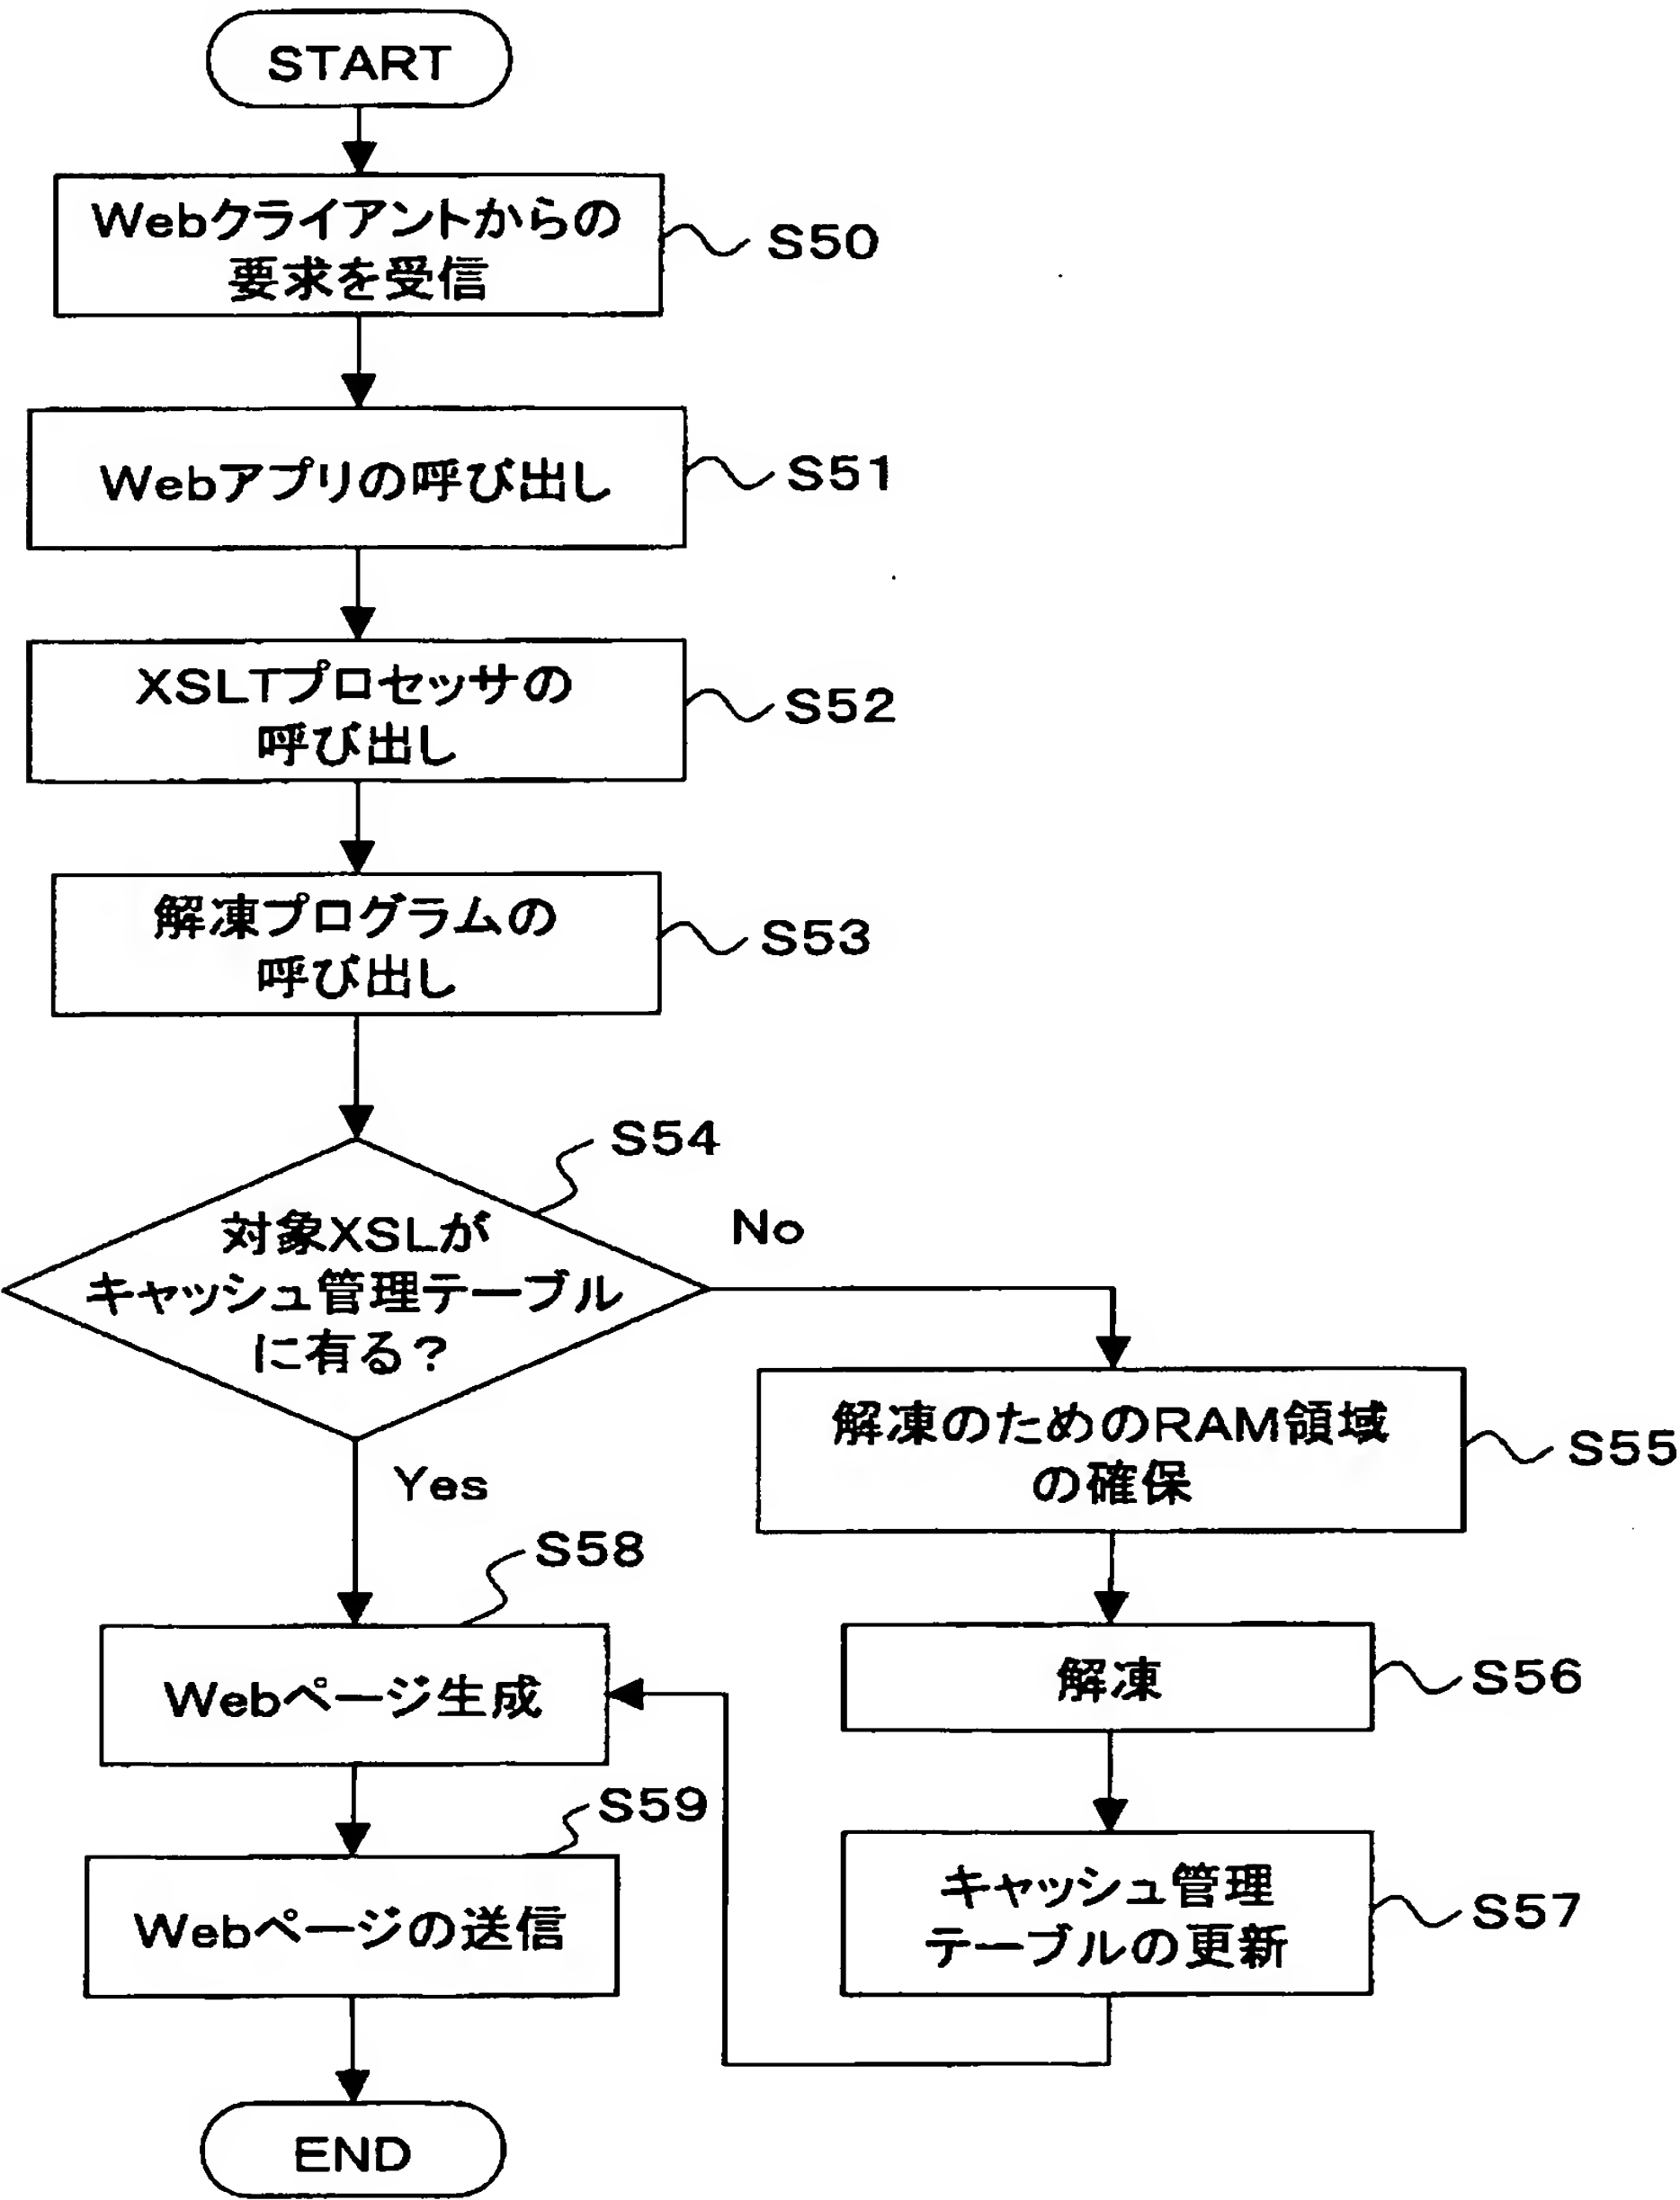 START
Webクライアントからの
要求を受信
S50
Webアプリの呼び出し
S51
XSLTプロセッサの
呼び出し
S52
解凍プログラムの
呼び出し
S53
S54
対象XSLが
キャッシュ管理テーブル
に有る?
No
Yes
解凍のためのRAM領域
の確保
S55
解凍
S56
キャッシュ管理
テーブルの更新
S57
S58
Webページ生成
S59
Webページの送信
END